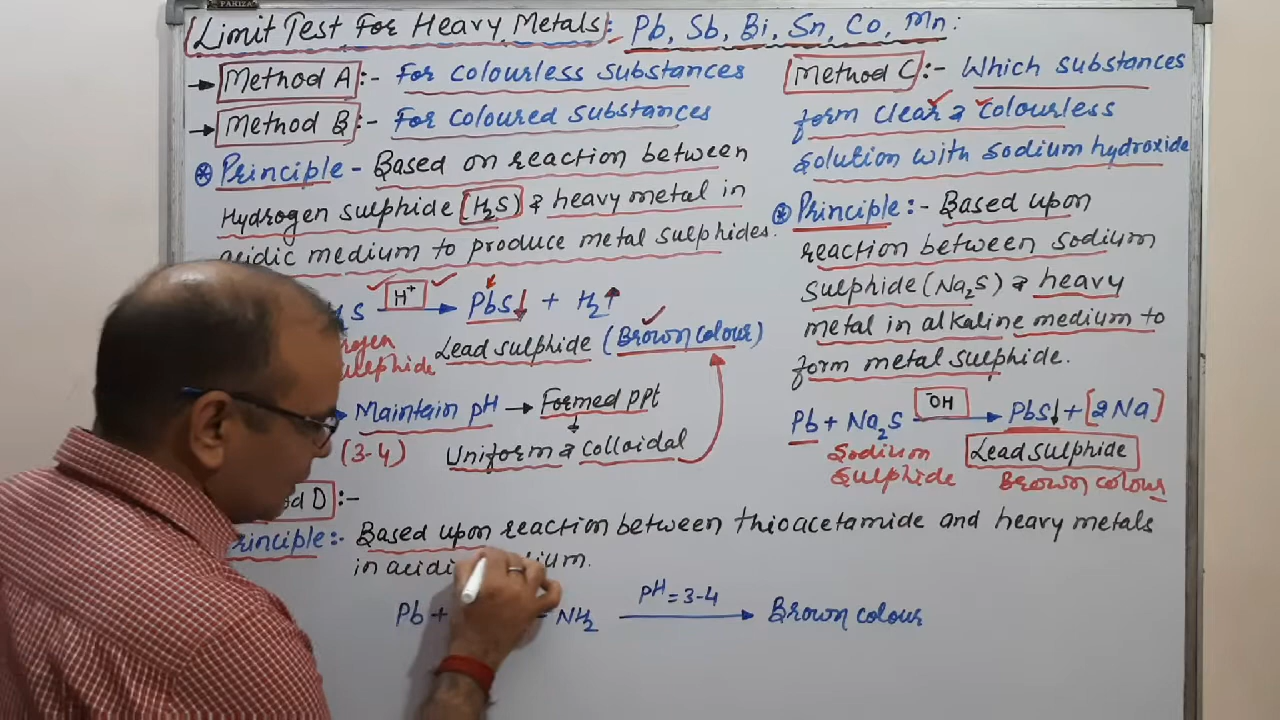 PARIZA
Limit Test For Heavy Metals: Pb, Sb, Bi, Sn, Co, Mn:
→ Method A :- For colourless substances
→ Method B :- For coloured substances
Principle - Based on reaction between
Hydrogen sulphide (H₂S) & heavy metal in
acidic medium to produce metal sulphides.
S H⁺ → PbS↓ + H₂↑
Lead sulphide (Brown colour)
Maintain pH → Formed ppt
(3-4) Uniform & colloidal
Method C :- Which substances
form clear & colourless
solution with sodium hydroxide
Principle :- Based upon
reaction between sodium
sulphide (Na₂S) & heavy
metal in alkaline medium to
form metal sulphide.
Pb + Na₂S OH → PbS↓ + [2Na]
Sodium Lead sulphide
sulphide Brown colour
D :-
Principle :- Based upon reaction between thioacetamide and heavy metals
in
Pb + - NH₂ pH = 3-4 → Brown colour